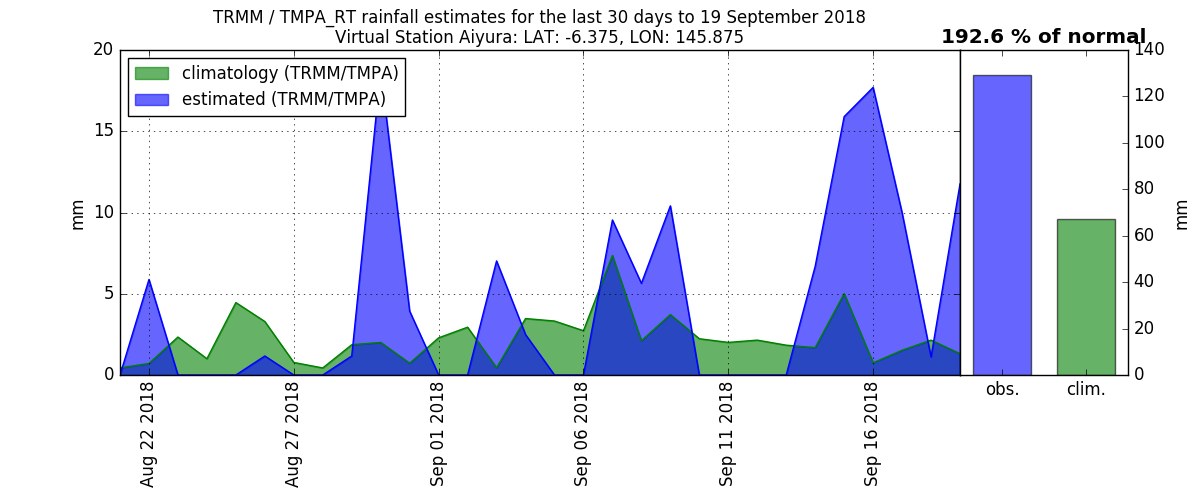 TRMM / TMPA_RT rainfall estimates for the last 30 days to 19 September 2018
Virtual Station Aiyura: LAT: -6.375, LON: 145.875
192.6 % of normal
climatology (TRMM/TMPA)
estimated (TRMM/TMPA)
20
15
10
5
0
mm
Aug 22 2018
Aug 27 2018
Sep 01 2018
Sep 06 2018
Sep 11 2018
Sep 16 2018
140
120
100
80
60
40
20
0
mm
obs.
clim.